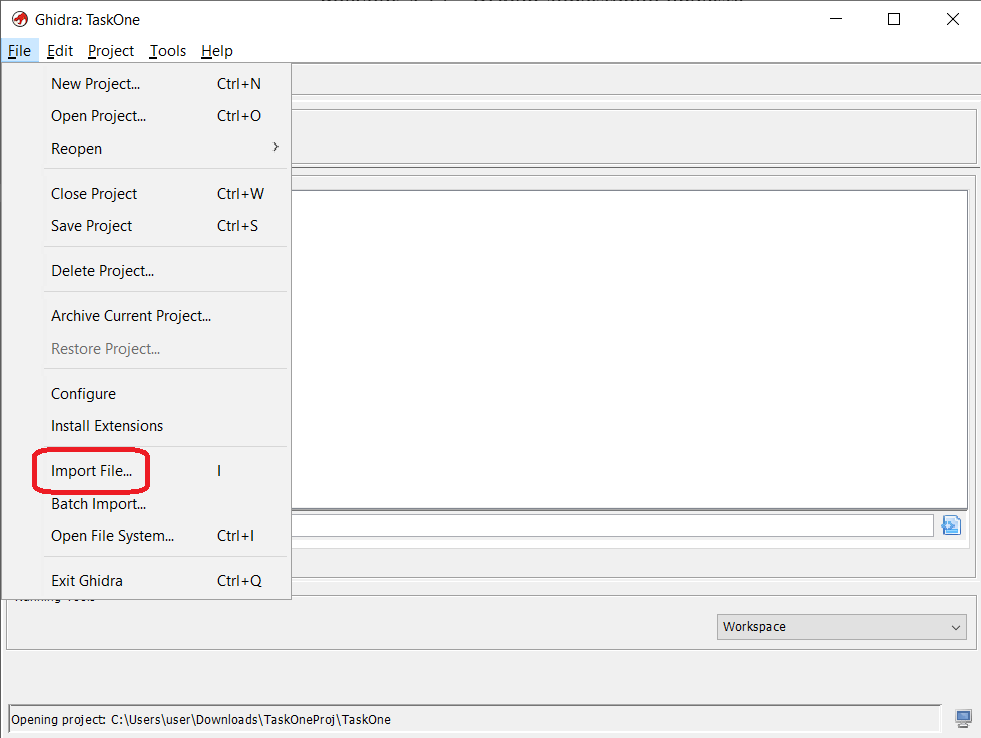 Ghidra: TaskOne
File Edit Project Tools Help
New Project... Ctrl+N
Open Project... Ctrl+O
Reopen
Close Project Ctrl+W
Save Project Ctrl+S
Delete Project...
Archive Current Project...
Restore Project...
Configure
Install Extensions
Import File... I
Batch Import...
Open File System... Ctrl+I
Exit Ghidra Ctrl+Q
Workspace
Opening project: C:\Users\user\Downloads\TaskOneProj\TaskOne